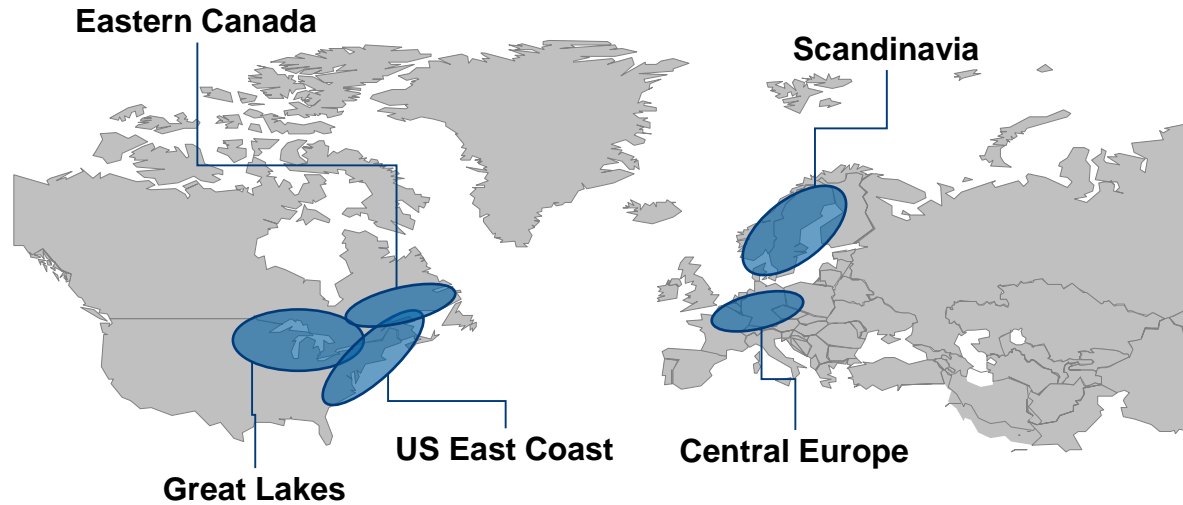 Eastern Canada
Scandinavia
US East Coast
Central Europe
Great Lakes